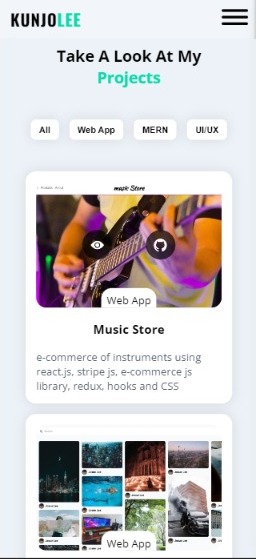 KUNJOLEE
Take A Look At My
Projects
All
Web App
MERN
UI/UX
music Store
Web App
Music Store
e-commerce of instruments using
react.js, stripe js, e-commerce js
library, redux, hooks and CSS
Web App